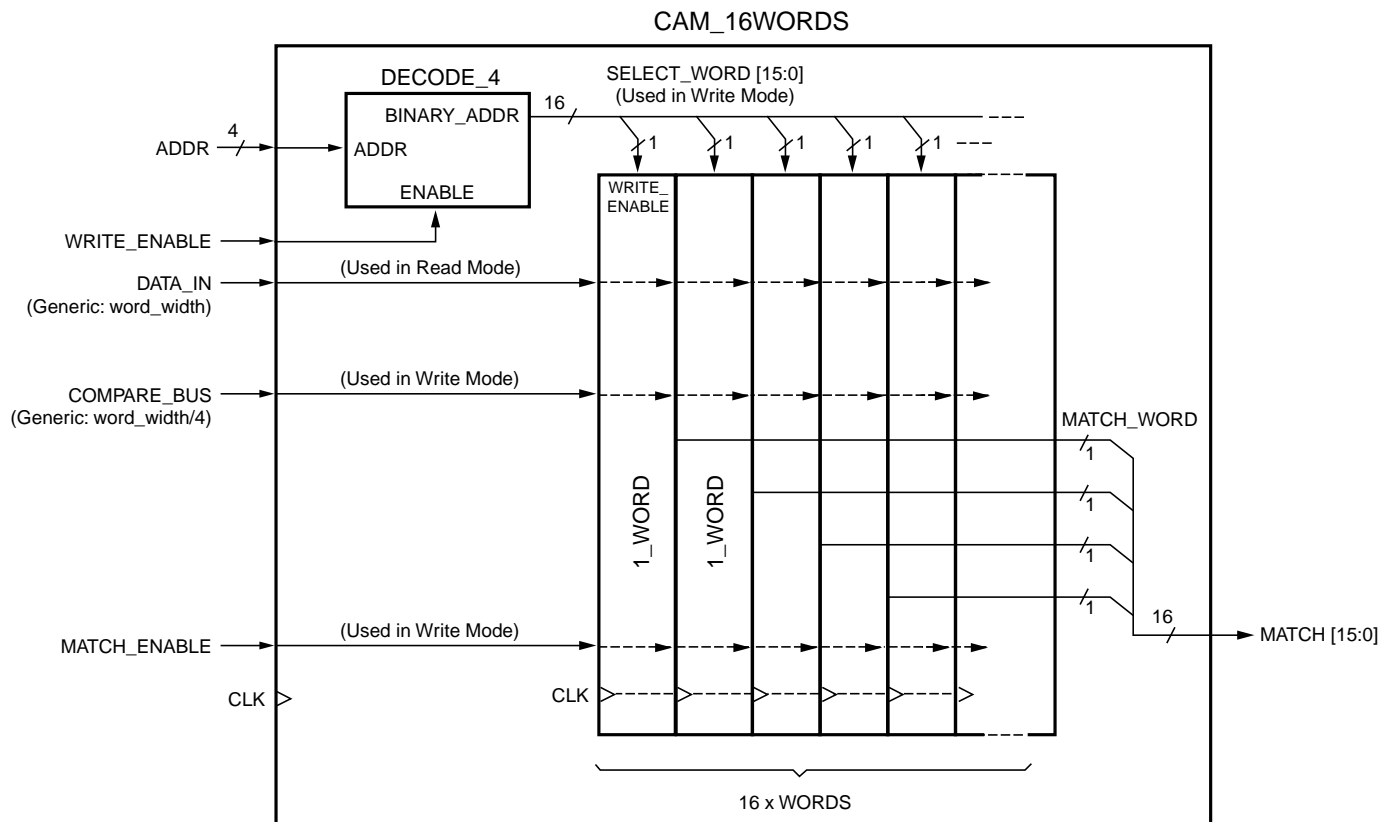 CAM_16WORDS
DECODE_4
SELECT_WORD [15:0]
(Used in Write Mode)
16
BINARY_ADDR
4
ADDR
ADDR
1
1
1
1
1
ENABLE
WRITE_
ENABLE
WRITE_ENABLE
(Used in Read Mode)
DATA_IN
(Generic: word_width)
(Used in Write Mode)
COMPARE_BUS
(Generic: word_width/4)
MATCH_WORD
1
1_WORD
1_WORD
1
1
1
16
(Used in Write Mode)
MATCH_ENABLE
MATCH [15:0]
CLK
CLK
16 x WORDS